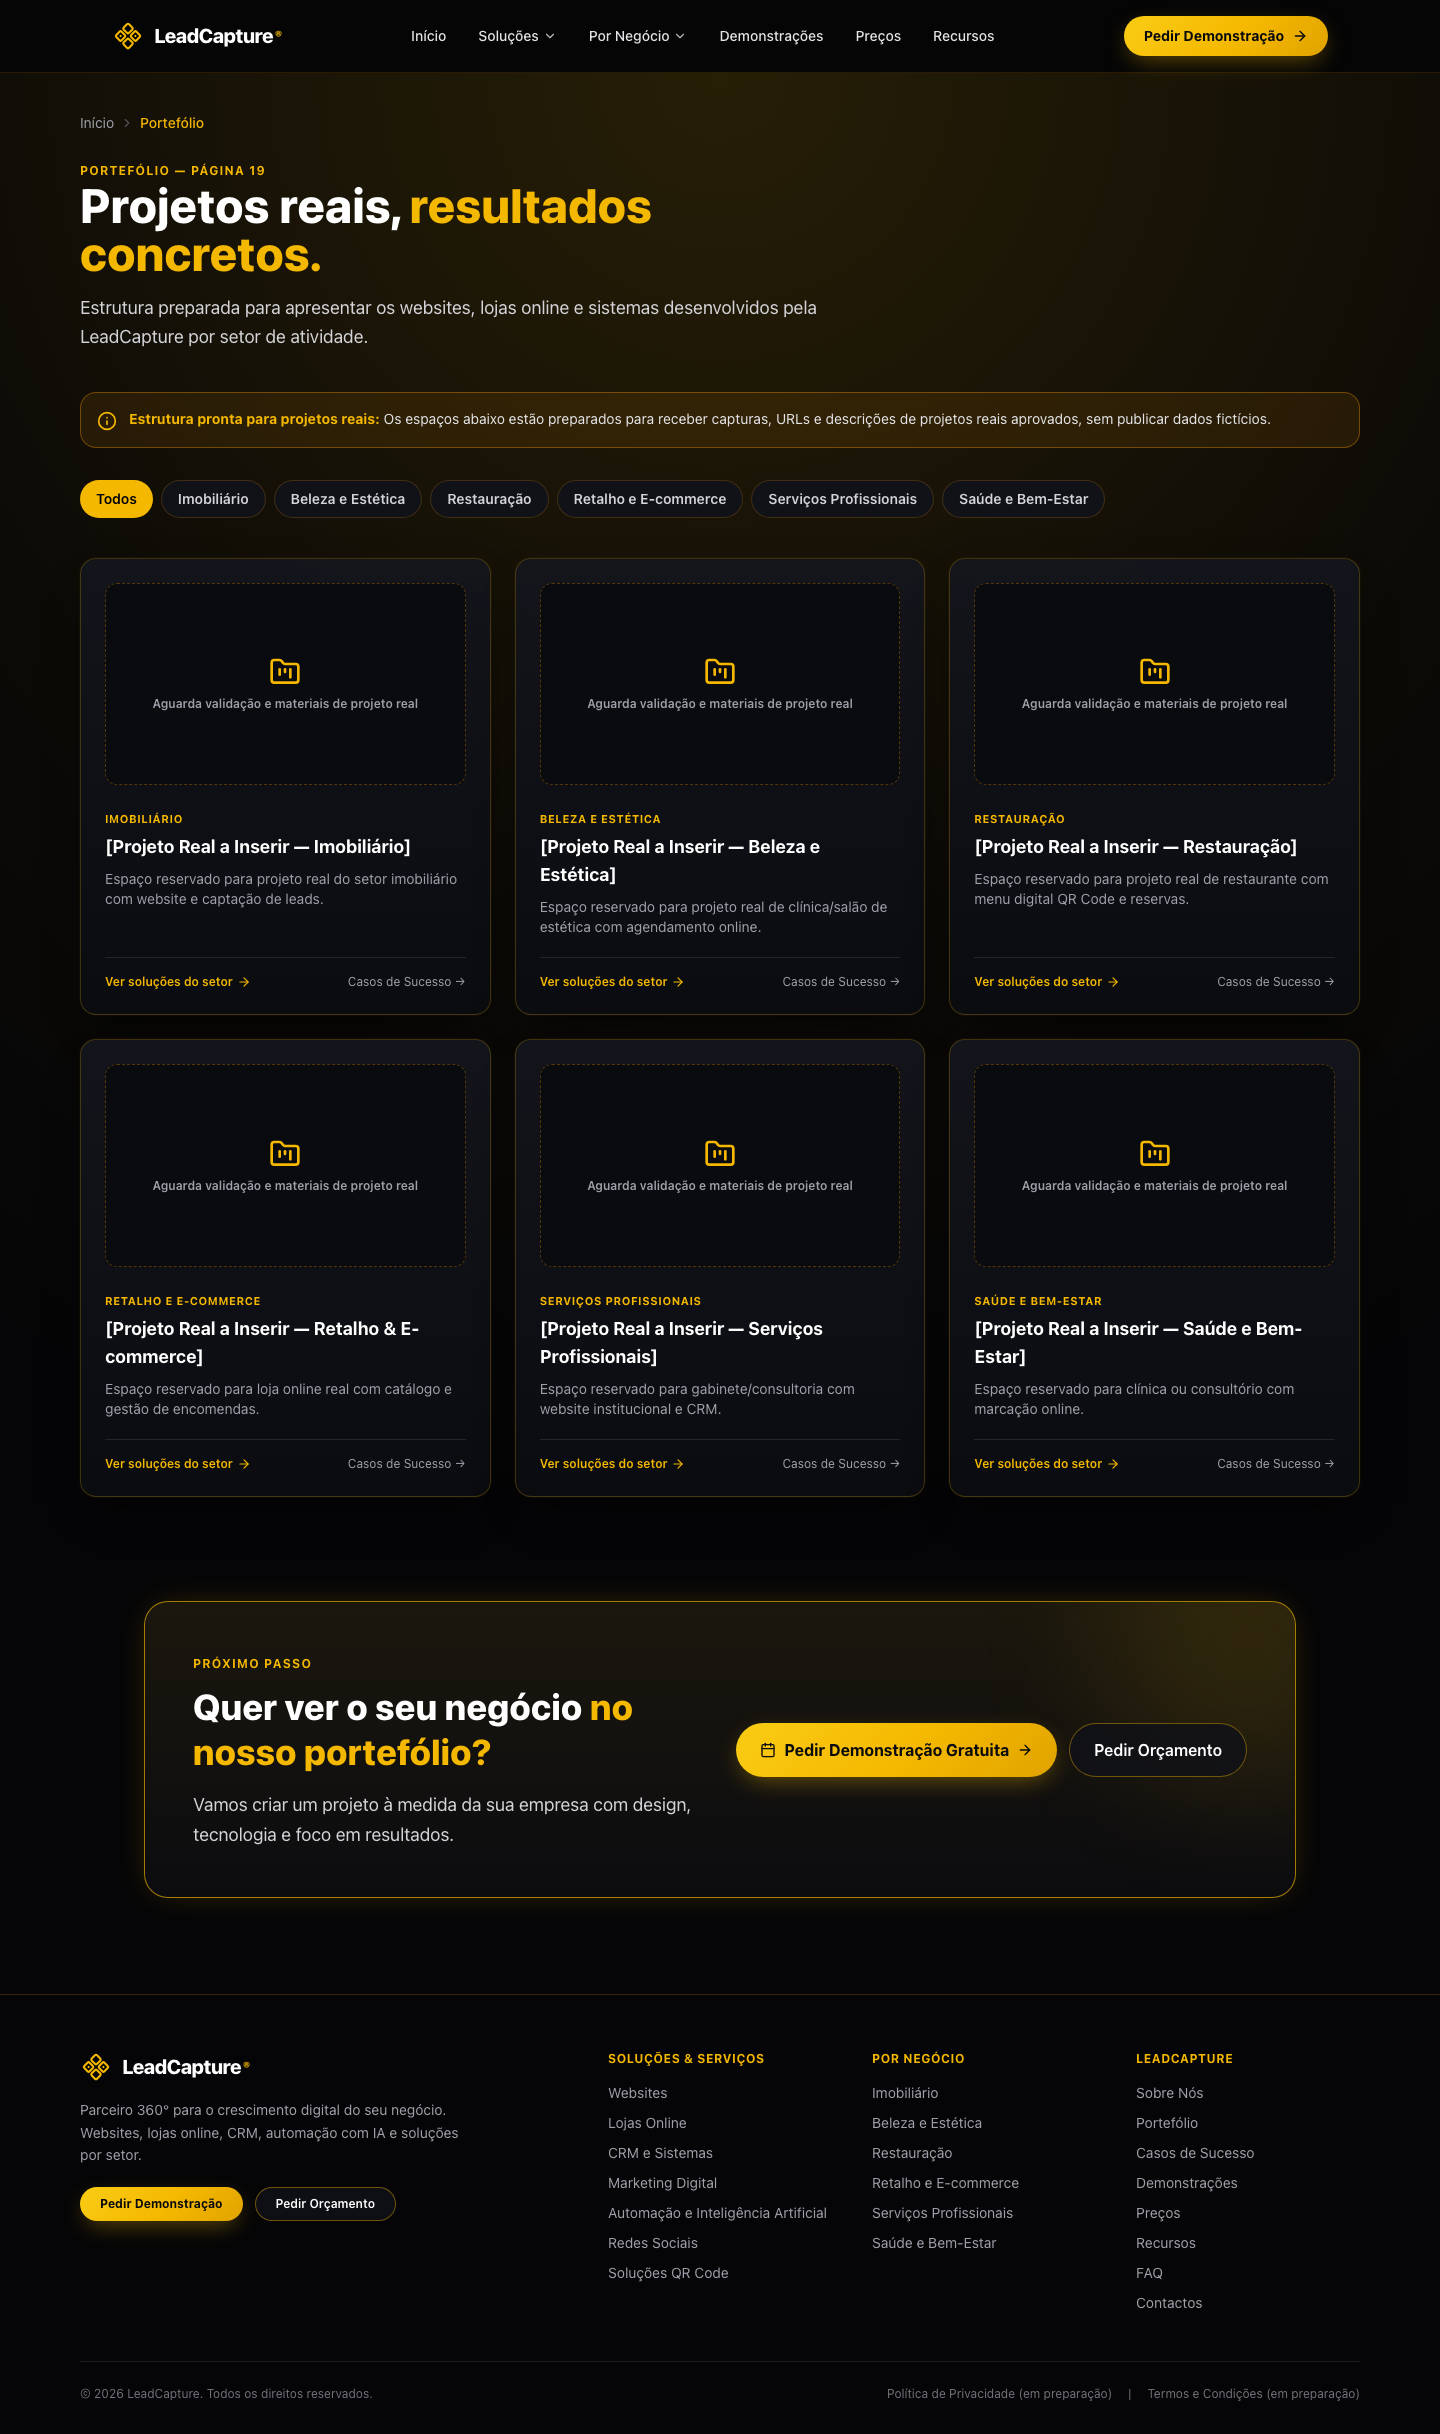 LeadCapture®
Início
Soluções
Por Negócio
Demonstrações
Preços
Recursos
Pedir Demonstração →
Início > Portefólio
PORTEFÓLIO — PÁGINA 19
Projetos reais, resultados
concretos.
Estrutura preparada para apresentar os websites, lojas online e sistemas desenvolvidos pela
LeadCapture por setor de atividade.
Estrutura pronta para projetos reais: Os espaços abaixo estão preparados para receber capturas, URLs e descrições de projetos reais aprovados, sem publicar dados fictícios.
Todos
Imobiliário
Beleza e Estética
Restauração
Retalho e E-commerce
Serviços Profissionais
Saúde e Bem-Estar
Aguarda validação e materiais de projeto real
IMOBILIÁRIO
[Projeto Real a Inserir — Imobiliário]
Espaço reservado para projeto real do setor imobiliário
com website e captação de leads.
Ver soluções do setor →
Casos de Sucesso →
Aguarda validação e materiais de projeto real
BELEZA E ESTÉTICA
[Projeto Real a Inserir — Beleza e
Estética]
Espaço reservado para projeto real de clínica/salão de
estética com agendamento online.
Ver soluções do setor →
Casos de Sucesso →
Aguarda validação e materiais de projeto real
RESTAURAÇÃO
[Projeto Real a Inserir — Restauração]
Espaço reservado para projeto real de restaurante com
menu digital QR Code e reservas.
Ver soluções do setor →
Casos de Sucesso →
Aguarda validação e materiais de projeto real
RETALHO E E-COMMERCE
[Projeto Real a Inserir — Retalho & E-
commerce]
Espaço reservado para loja online real com catálogo e
gestão de encomendas.
Ver soluções do setor →
Casos de Sucesso →
Aguarda validação e materiais de projeto real
SERVIÇOS PROFISSIONAIS
[Projeto Real a Inserir — Serviços
Profissionais]
Espaço reservado para gabinete/consultoria com
website institucional e CRM.
Ver soluções do setor →
Casos de Sucesso →
Aguarda validação e materiais de projeto real
SAÚDE E BEM-ESTAR
[Projeto Real a Inserir — Saúde e Bem-
Estar]
Espaço reservado para clínica ou consultório com
marcação online.
Ver soluções do setor →
Casos de Sucesso →
PRÓXIMO PASSO
Quer ver o seu negócio no
nosso portefólio?
Vamos criar um projeto à medida da sua empresa com design,
tecnologia e foco em resultados.
Pedir Demonstração Gratuita →
Pedir Orçamento
LeadCapture®
Parceiro 360° para o crescimento digital do seu negócio.
Websites, lojas online, CRM, automação com IA e soluções
por setor.
Pedir Demonstração
Pedir Orçamento
SOLUÇÕES & SERVIÇOS
Websites
Lojas Online
CRM e Sistemas
Marketing Digital
Automação e Inteligência Artificial
Redes Sociais
Soluções QR Code
POR NEGÓCIO
Imobiliário
Beleza e Estética
Restauração
Retalho e E-commerce
Serviços Profissionais
Saúde e Bem-Estar
LEADCAPTURE
Sobre Nós
Portefólio
Casos de Sucesso
Demonstrações
Preços
Recursos
FAQ
Contactos
© 2026 LeadCapture. Todos os direitos reservados.
Política de Privacidade (em preparação) | Termos e Condições (em preparação)